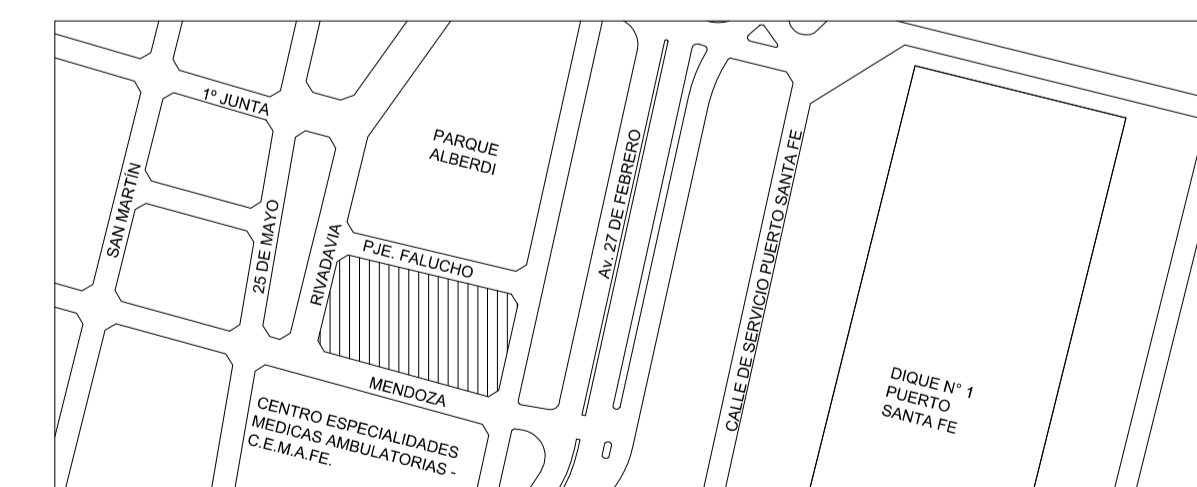 1º JUNTA
PARQUE
ALBERDI
SAN MARTÍN
25 DE MAYO
RIVADAVIA
PJE. FALUCHO
Av. 27 DE FEBRERO
CALLE DE SERVICIO PUERTO SANTA FE
MENDOZA
CENTRO ESPECIALIDADES
MEDICAS AMBULATORIAS -
C.E.M.A.FE.
DIQUE N° 1
PUERTO
SANTA FE